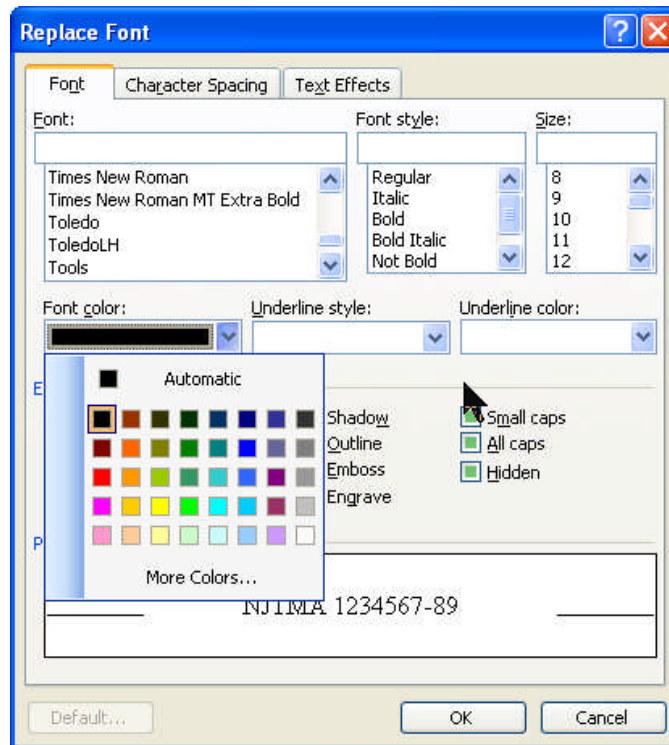 Replace Font
Font Character Spacing Text Effects
Font: Font style: Size:
Times New Roman Regular 8
Times New Roman MT Extra Bold Italic 9
Toledo Bold 10
ToledoLH Bold Italic 11
Tools Not Bold 12
Font color: Underline style: Underline color:
Automatic
E
Shadow Small caps
Outline All caps
Emboss Hidden
Engrave
P
More Colors...
NJIMA 1234567-89
Default... OK Cancel